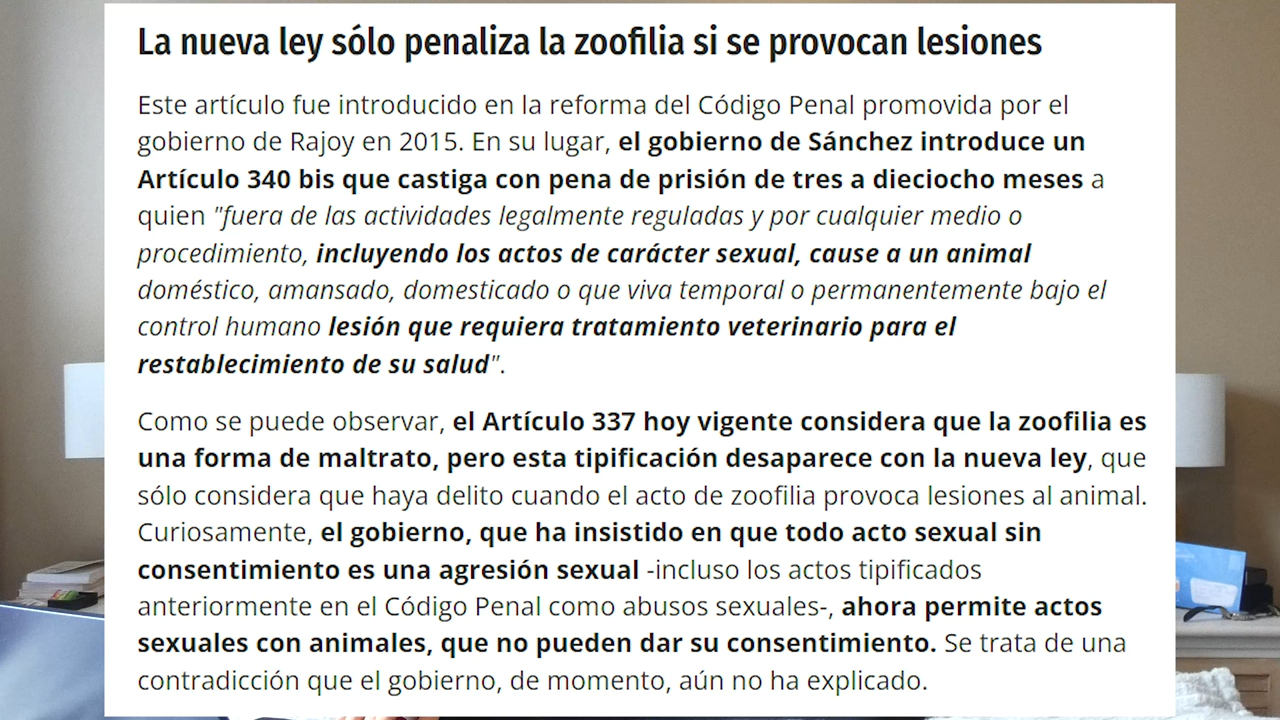 La nueva ley sólo penaliza la zoofilia si se provocan lesiones
Este artículo fue introducido en la reforma del Código Penal promovida por el
gobierno de Rajoy en 2015. En su lugar, el gobierno de Sánchez introduce un
Artículo 340 bis que castiga con pena de prisión de tres a dieciocho meses a
quien "fuera de las actividades legalmente reguladas y por cualquier medio o
procedimiento, incluyendo los actos de carácter sexual, cause a un animal
doméstico, amansado, domesticado o que viva temporal o permanentemente bajo el
control humano lesión que requiera tratamiento veterinario para el
restablecimiento de su salud".
Como se puede observar, el Artículo 337 hoy vigente considera que la zoofilia es
una forma de maltrato, pero esta tipificación desaparece con la nueva ley, que
sólo considera que haya delito cuando el acto de zoofilia provoca lesiones al animal.
Curiosamente, el gobierno, que ha insistido en que todo acto sexual sin
consentimiento es una agresión sexual -incluso los actos tipificados
anteriormente en el Código Penal como abusos sexuales-, ahora permite actos
sexuales con animales, que no pueden dar su consentimiento. Se trata de una
contradicción que el gobierno, de momento, aún no ha explicado.